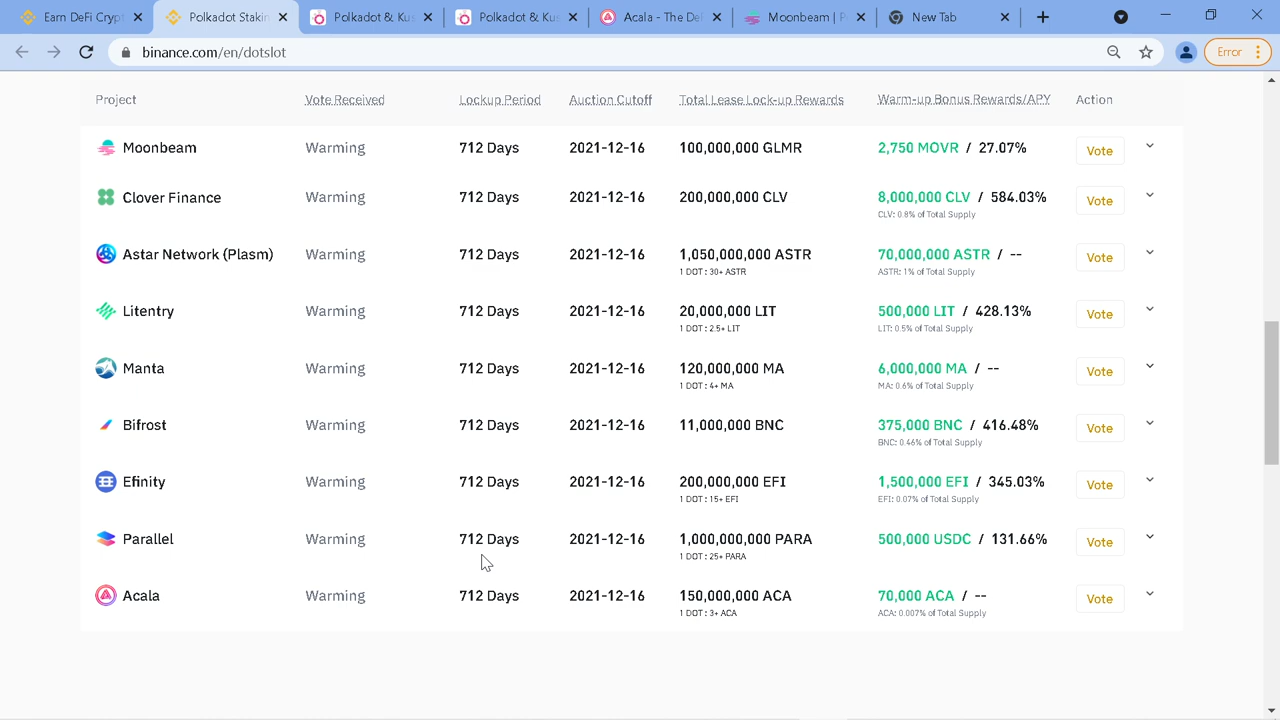 Earn DeFi Crypt
Polkadot Stakin
Polkadot & Kus
Polkadot & Kus
Acala - The De
Moonbeam | P
New Tab
binance.com/en/dotslot
Error
Project Vote Received Lockup Period Auction Cutoff Total Lease Lock-up Rewards Warm-up Bonus Rewards/APY Action
Moonbeam Warming 712 Days 2021-12-16 100,000,000 GLMR 2,750 MOVR / 27.07% Vote
Clover Finance Warming 712 Days 2021-12-16 200,000,000 CLV 8,000,000 CLV / 584.03% Vote
CLV: 0.8% of Total Supply
Astar Network (Plasm) Warming 712 Days 2021-12-16 1,050,000,000 ASTR 70,000,000 ASTR / -- Vote
1 DOT : 30+ ASTR ASTR: 1% of Total Supply
Litentry Warming 712 Days 2021-12-16 20,000,000 LIT 500,000 LIT / 428.13% Vote
1 DOT : 2.5+ LIT LIT: 0.5% of Total Supply
Manta Warming 712 Days 2021-12-16 120,000,000 MA 6,000,000 MA / -- Vote
1 DOT : 4+ MA MA: 0.6% of Total Supply
Bifrost Warming 712 Days 2021-12-16 11,000,000 BNC 375,000 BNC / 416.48% Vote
BNC: 0.46% of Total Supply
Efinity Warming 712 Days 2021-12-16 200,000,000 EFI 1,500,000 EFI / 345.03% Vote
1 DOT : 15+ EFI EFI: 0.07% of Total Supply
Parallel Warming 712 Days 2021-12-16 1,000,000,000 PARA 500,000 USDC / 131.66% Vote
1 DOT : 25+ PARA
Acala Warming 712 Days 2021-12-16 150,000,000 ACA 70,000 ACA / -- Vote
1 DOT : 3+ ACA ACA: 0.007% of Total Supply